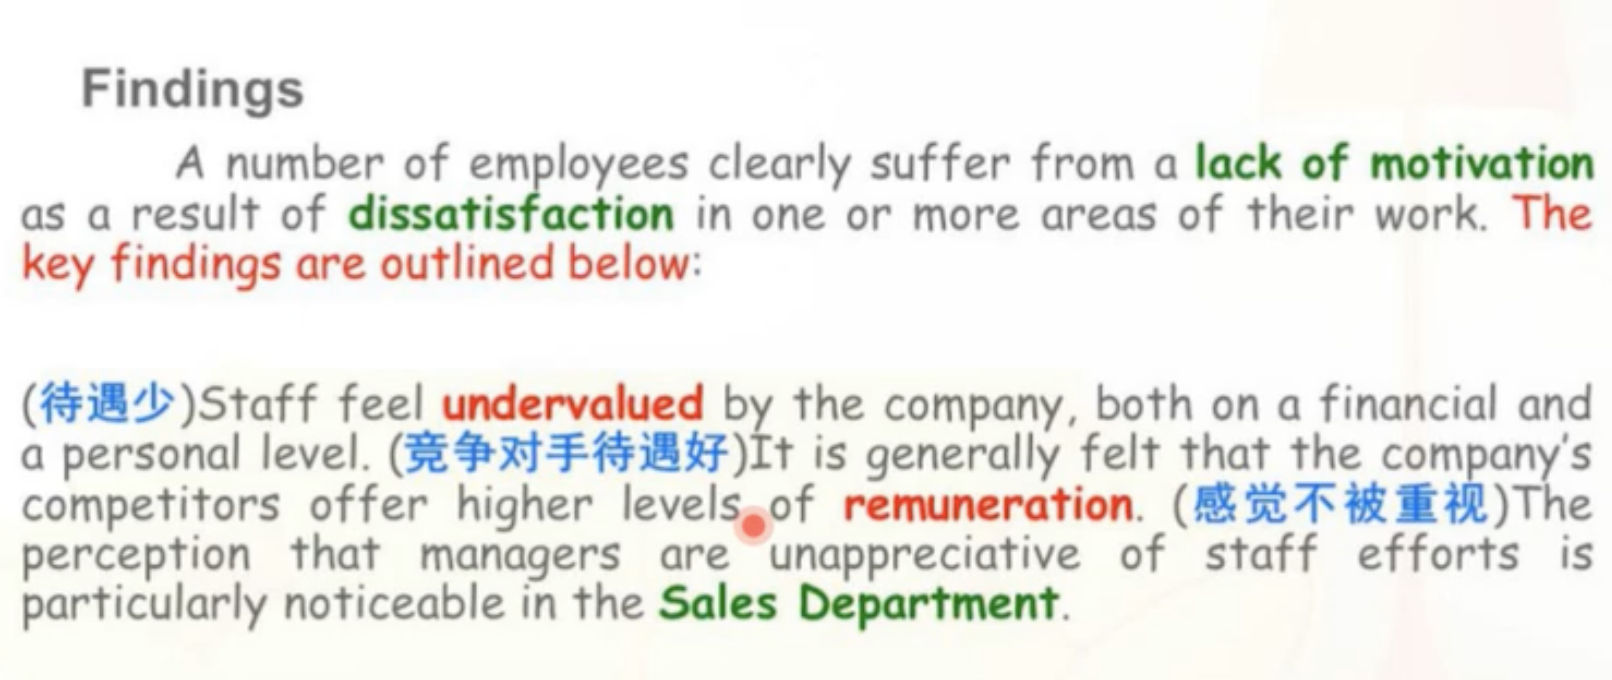 Findings
A number of employees clearly suffer from a lack of motivation
as a result of dissatisfaction in one or more areas of their work. The
key findings are outlined below:
(待遇少)Staff feel undervalued by the company, both on a financial and
a personal level. (竞争对手待遇好)It is generally felt that the company's
competitors offer higher levels of remuneration. (感觉不被重视)The
perception that managers are unappreciative of staff efforts is
particularly noticeable in the Sales Department.